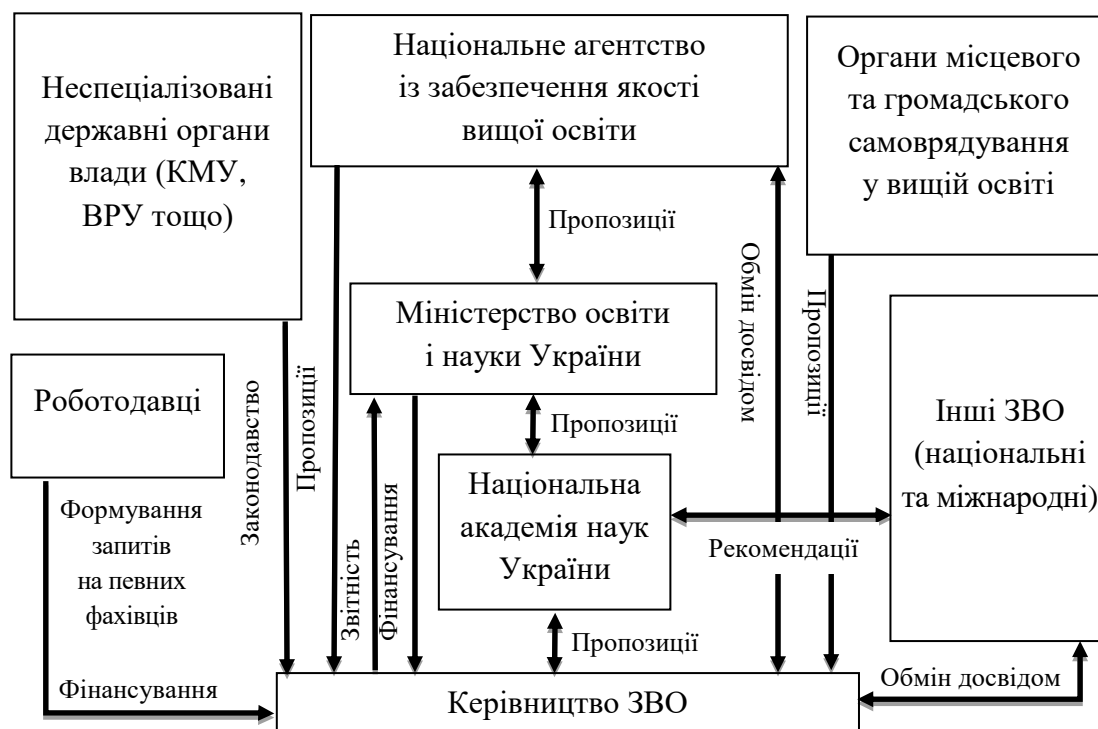 Неспеціалізовані
державні органи
влади (КМУ,
ВРУ тощо)
Національне агентство
із забезпечення якості
вищої освіти
Органи місцевого
та громадського
самоврядування
у вищій освіті
Пропозиції
Обмін досвідом
Пропозиції
Міністерство освіти
і науки України
Роботодавці
Законодавство
Пропозиції
Пропозиції
Інші ЗВО
(національні
та міжнародні)
Національна
академія наук
України
Рекомендації
Формування
запитів
на певних
фахівців
Звітність
Фінансування
Пропозиції
Фінансування
Керівництво ЗВО
Обмін досвідом